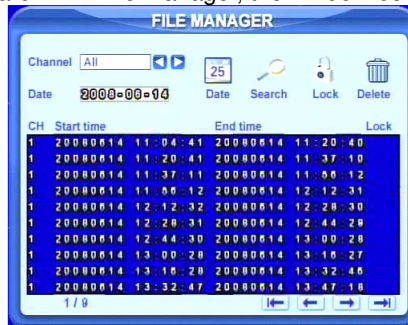 FILE MANAGER
Channel All
25
Date 2008-06-14 Date Search Lock Delete
CH Start time End time Lock
1 20080614 11:04:41 20080614 11:20:40
1 20080614 11:20:41 20080614 11:37:10
1 20080614 11:37:11 20080614 11:56:12
1 20080614 11:56:12 20080614 12:12:31
1 20080614 12:12:32 20080614 12:28:30
1 20080614 12:28:31 20080614 12:44:29
1 20080614 12:44:30 20080614 13:00:28
1 20080614 13:00:28 20080614 13:16:27
1 20080614 13:16:28 20080614 13:32:46
1 20080614 13:32:47 20080614 13:47:18
1/9